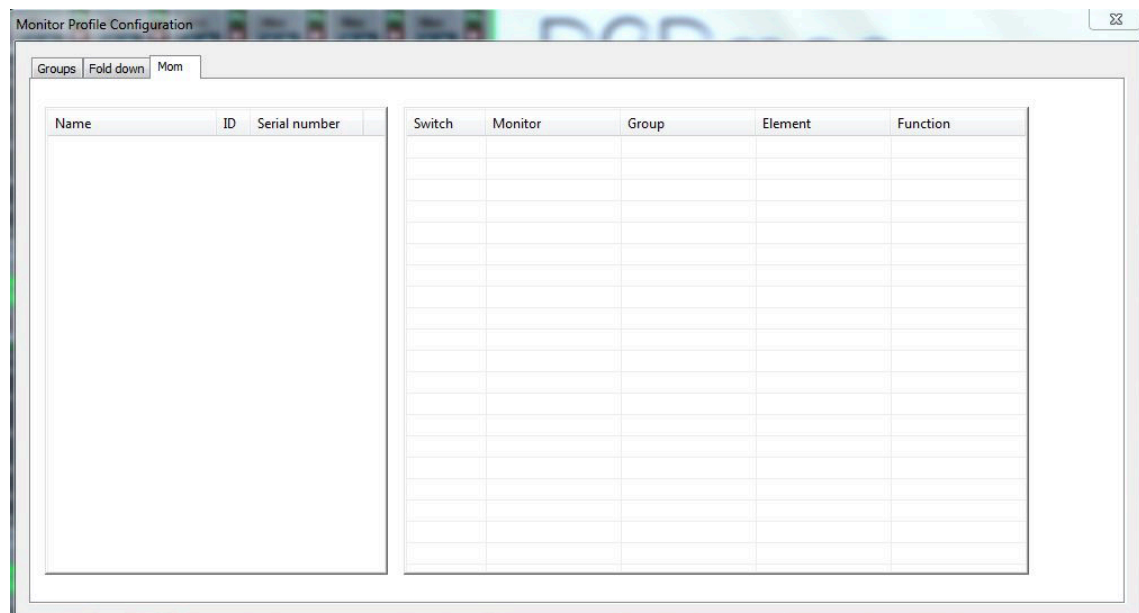 Monitor Profile Configuration
Groups Fold down Mom
Name ID Serial number
Switch Monitor Group Element Function